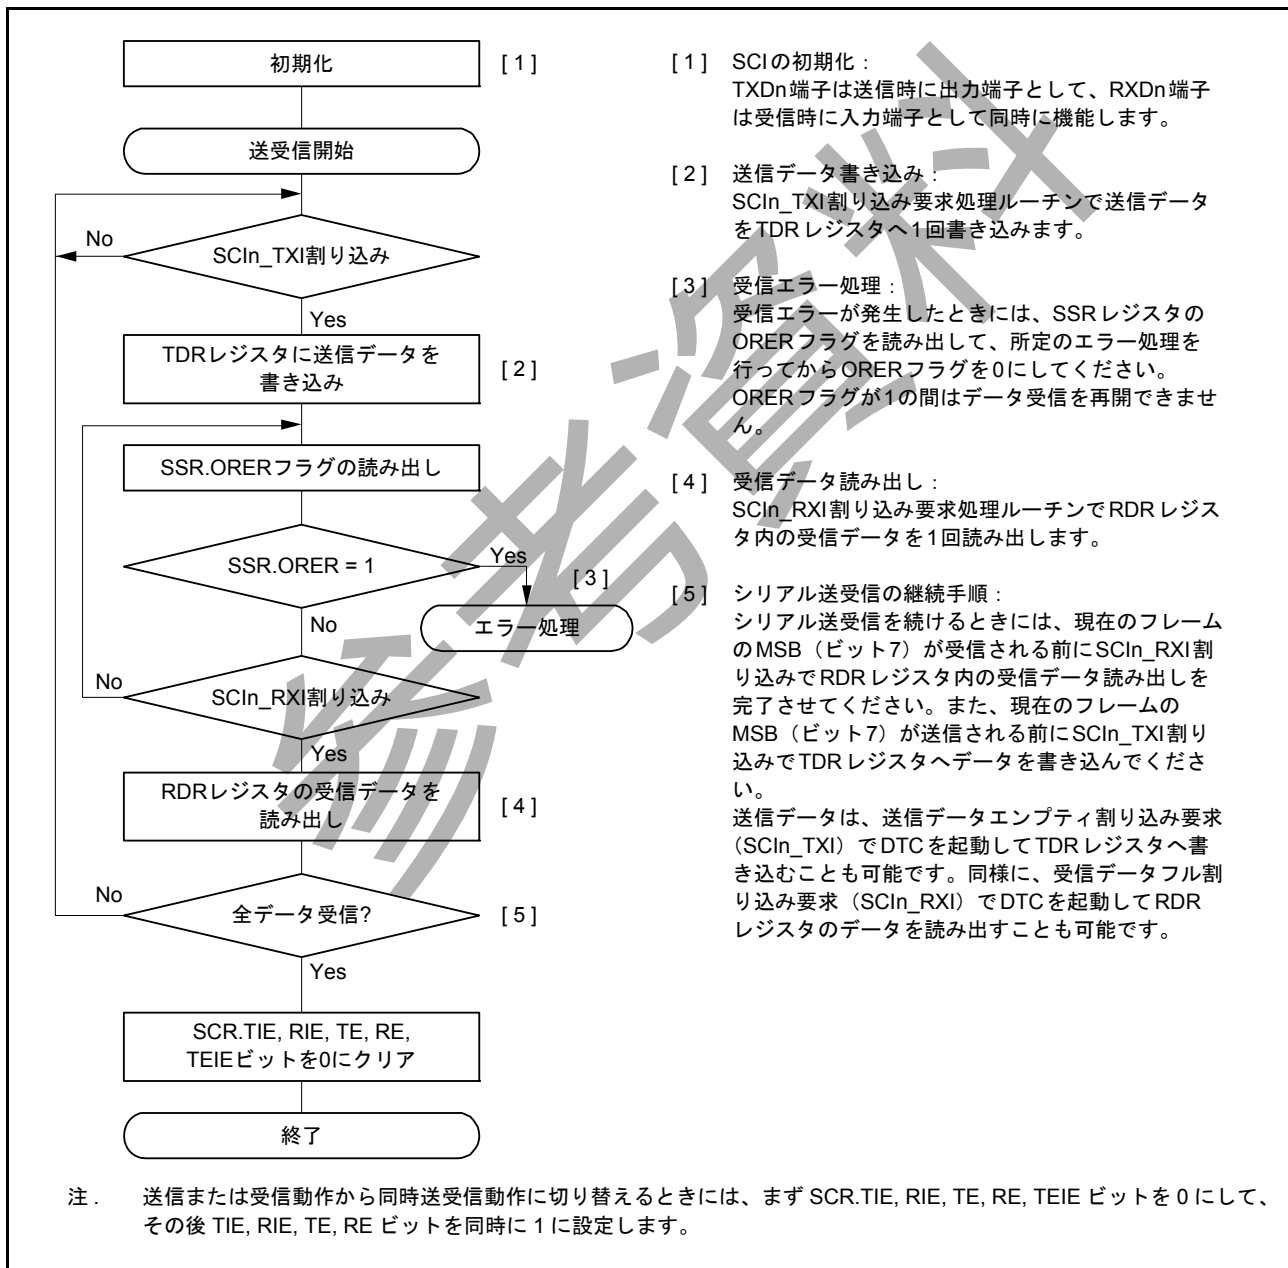 初期化
[1]
送受信開始
No
SCIn_TXI割り込み
Yes
TDRレジスタに送信データを
書き込み
[2]
SSR.ORERフラグの読み出し
SSR.ORER = 1
Yes
[3]
エラー処理
No
No
SCIn_RXI割り込み
Yes
RDRレジスタの受信データを
読み出し
[4]
No
全データ受信?
[5]
Yes
SCR.TIE, RIE, TE, RE,
TEIEビットを0にクリア
終了
[1] SCIの初期化：
TXDn端子は送信時に出力端子として、RXDn端子
は受信時に入力端子として同時に機能します。
[2] 送信データ書き込み：
SCIn_TXI割り込み要求処理ルーチンで送信データ
をTDRレジスタへ1回書き込みます。
[3] 受信エラー処理：
受信エラーが発生したときには、SSRレジスタの
ORERフラグを読み出して、所定のエラー処理を
行ってからORERフラグを0にしてください。
ORERフラグが1の間はデータ受信を再開できませ
ん。
[4] 受信データ読み出し：
SCIn_RXI割り込み要求処理ルーチンでRDRレジス
タ内の受信データを1回読み出します。
[5] シリアル送受信の継続手順：
シリアル送受信を続けるときには、現在のフレーム
のMSB（ビット7）が受信される前にSCIn_RXI割
り込みでRDRレジスタ内の受信データ読み出しを
完了させてください。また、現在のフレームの
MSB（ビット7）が送信される前にSCIn_TXI割り
込みでTDRレジスタへデータを書き込んでくださ
い。
送信データは、送信データエンプティ割り込み要求
（SCIn_TXI）でDTCを起動してTDRレジスタへ書
き込むことも可能です。同様に、受信データフル割
り込み要求（SCIn_RXI）でDTCを起動してRDR
レジスタのデータを読み出すことも可能です。
注． 送信または受信動作から同時送受信動作に切り替えるときには、まず SCR.TIE, RIE, TE, RE, TEIE ビットを 0 にして、
その後 TIE, RIE, TE, RE ビットを同時に 1 に設定します。
参考資料